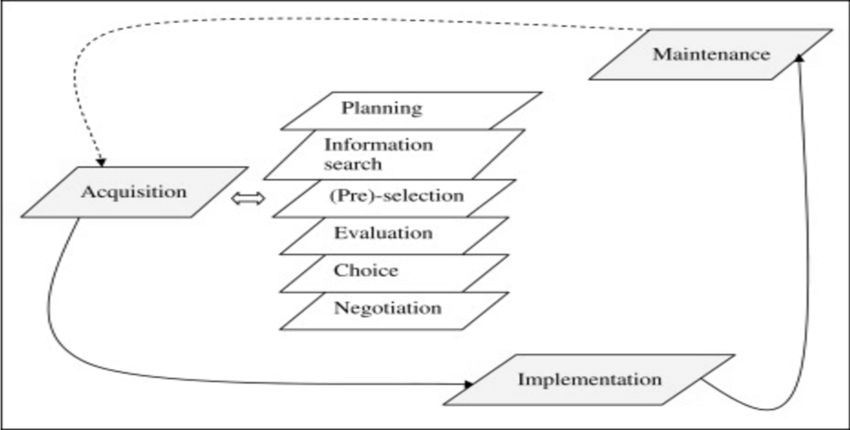 Maintenance
Planning
Information
search
Acquisition
(Pre)-selection
Evaluation
Choice
Negotiation
Implementation